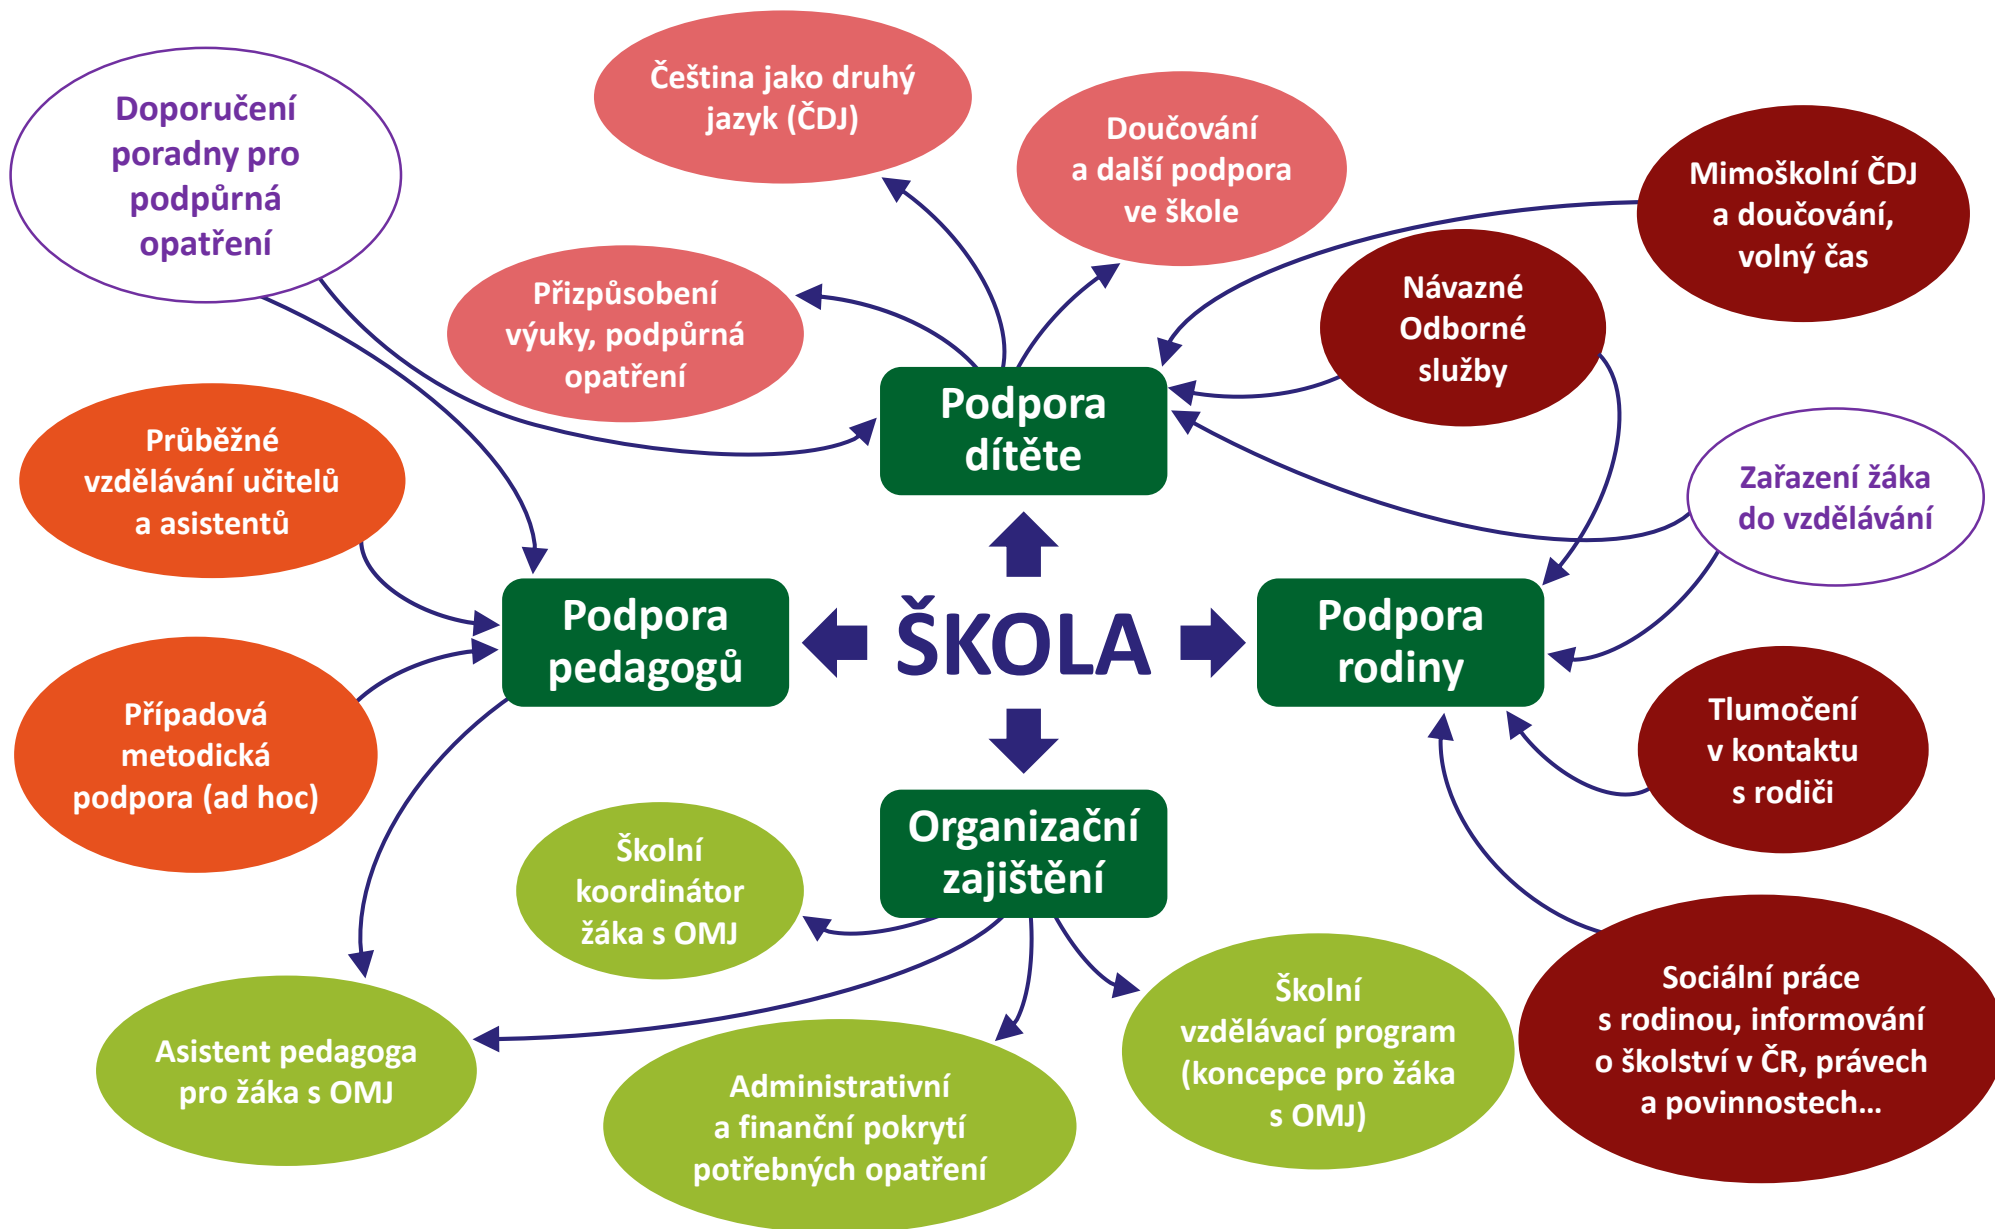 Čeština jako druhý
jazyk (ČDJ)
Doporučení
poradny pro
podpůrná
opatření
Doučování
a další podpora
ve škole
Mimoškolní ČDJ
a doučování,
volný čas
Přizpůsobení
výuky, podpůrná
opatření
Návazné
Odborné
služby
Podpora
dítěte
Průběžné
vzdělávání učitelů
a asistentů
Zařazení žáka
do vzdělávání
Podpora
pedagogů
ŠKOLA
Podpora
rodiny
Případová
metodická
podpora (ad hoc)
Tlumočení
v kontaktu
s rodiči
Organizační
zajištění
Školní
koordinátor
žáka s OMJ
Asistent pedagoga
pro žáka s OMJ
Administrativní
a finanční pokrytí
potřebných opatření
Školní
vzdělávací program
(koncepce pro žáka
s OMJ)
Sociální práce
s rodinou, informování
o školství v ČR, právech
a povinnostech...